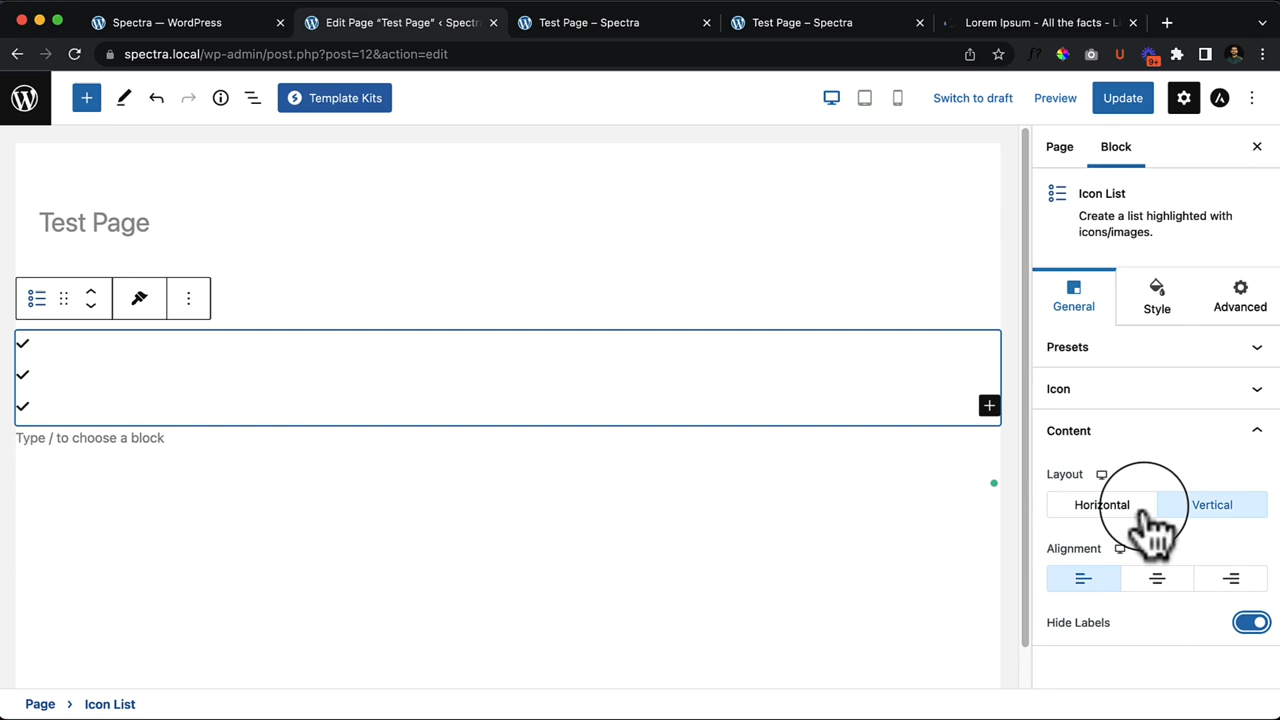 Spectra — WordPress
Edit Page “Test Page” ‹ Spectr
Test Page – Spectra
Test Page – Spectra
Lorem Ipsum - All the facts - Li
spectra.local/wp-admin/post.php?post=12&action=edit
f?
U
9+
Template Kits
Switch to draft
Preview
Update
Page
Block
Icon List
Create a list highlighted with
icons/images.
Test Page
General
Style
Advanced
Presets
Icon
Type / to choose a block
Content
Layout
Horizontal
Vertical
Alignment
Hide Labels
Page › Icon List